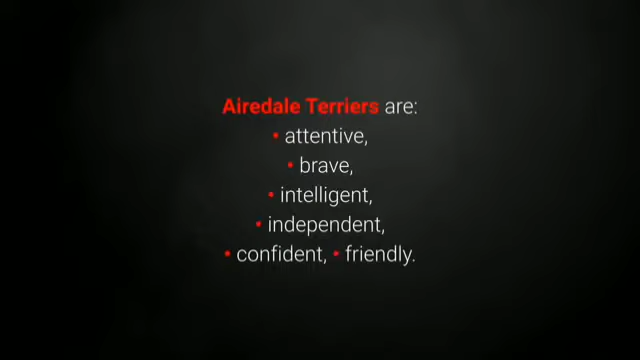 Airedale Terriers are:
• attentive,
• brave,
• intelligent,
• independent,
• confident, • friendly.